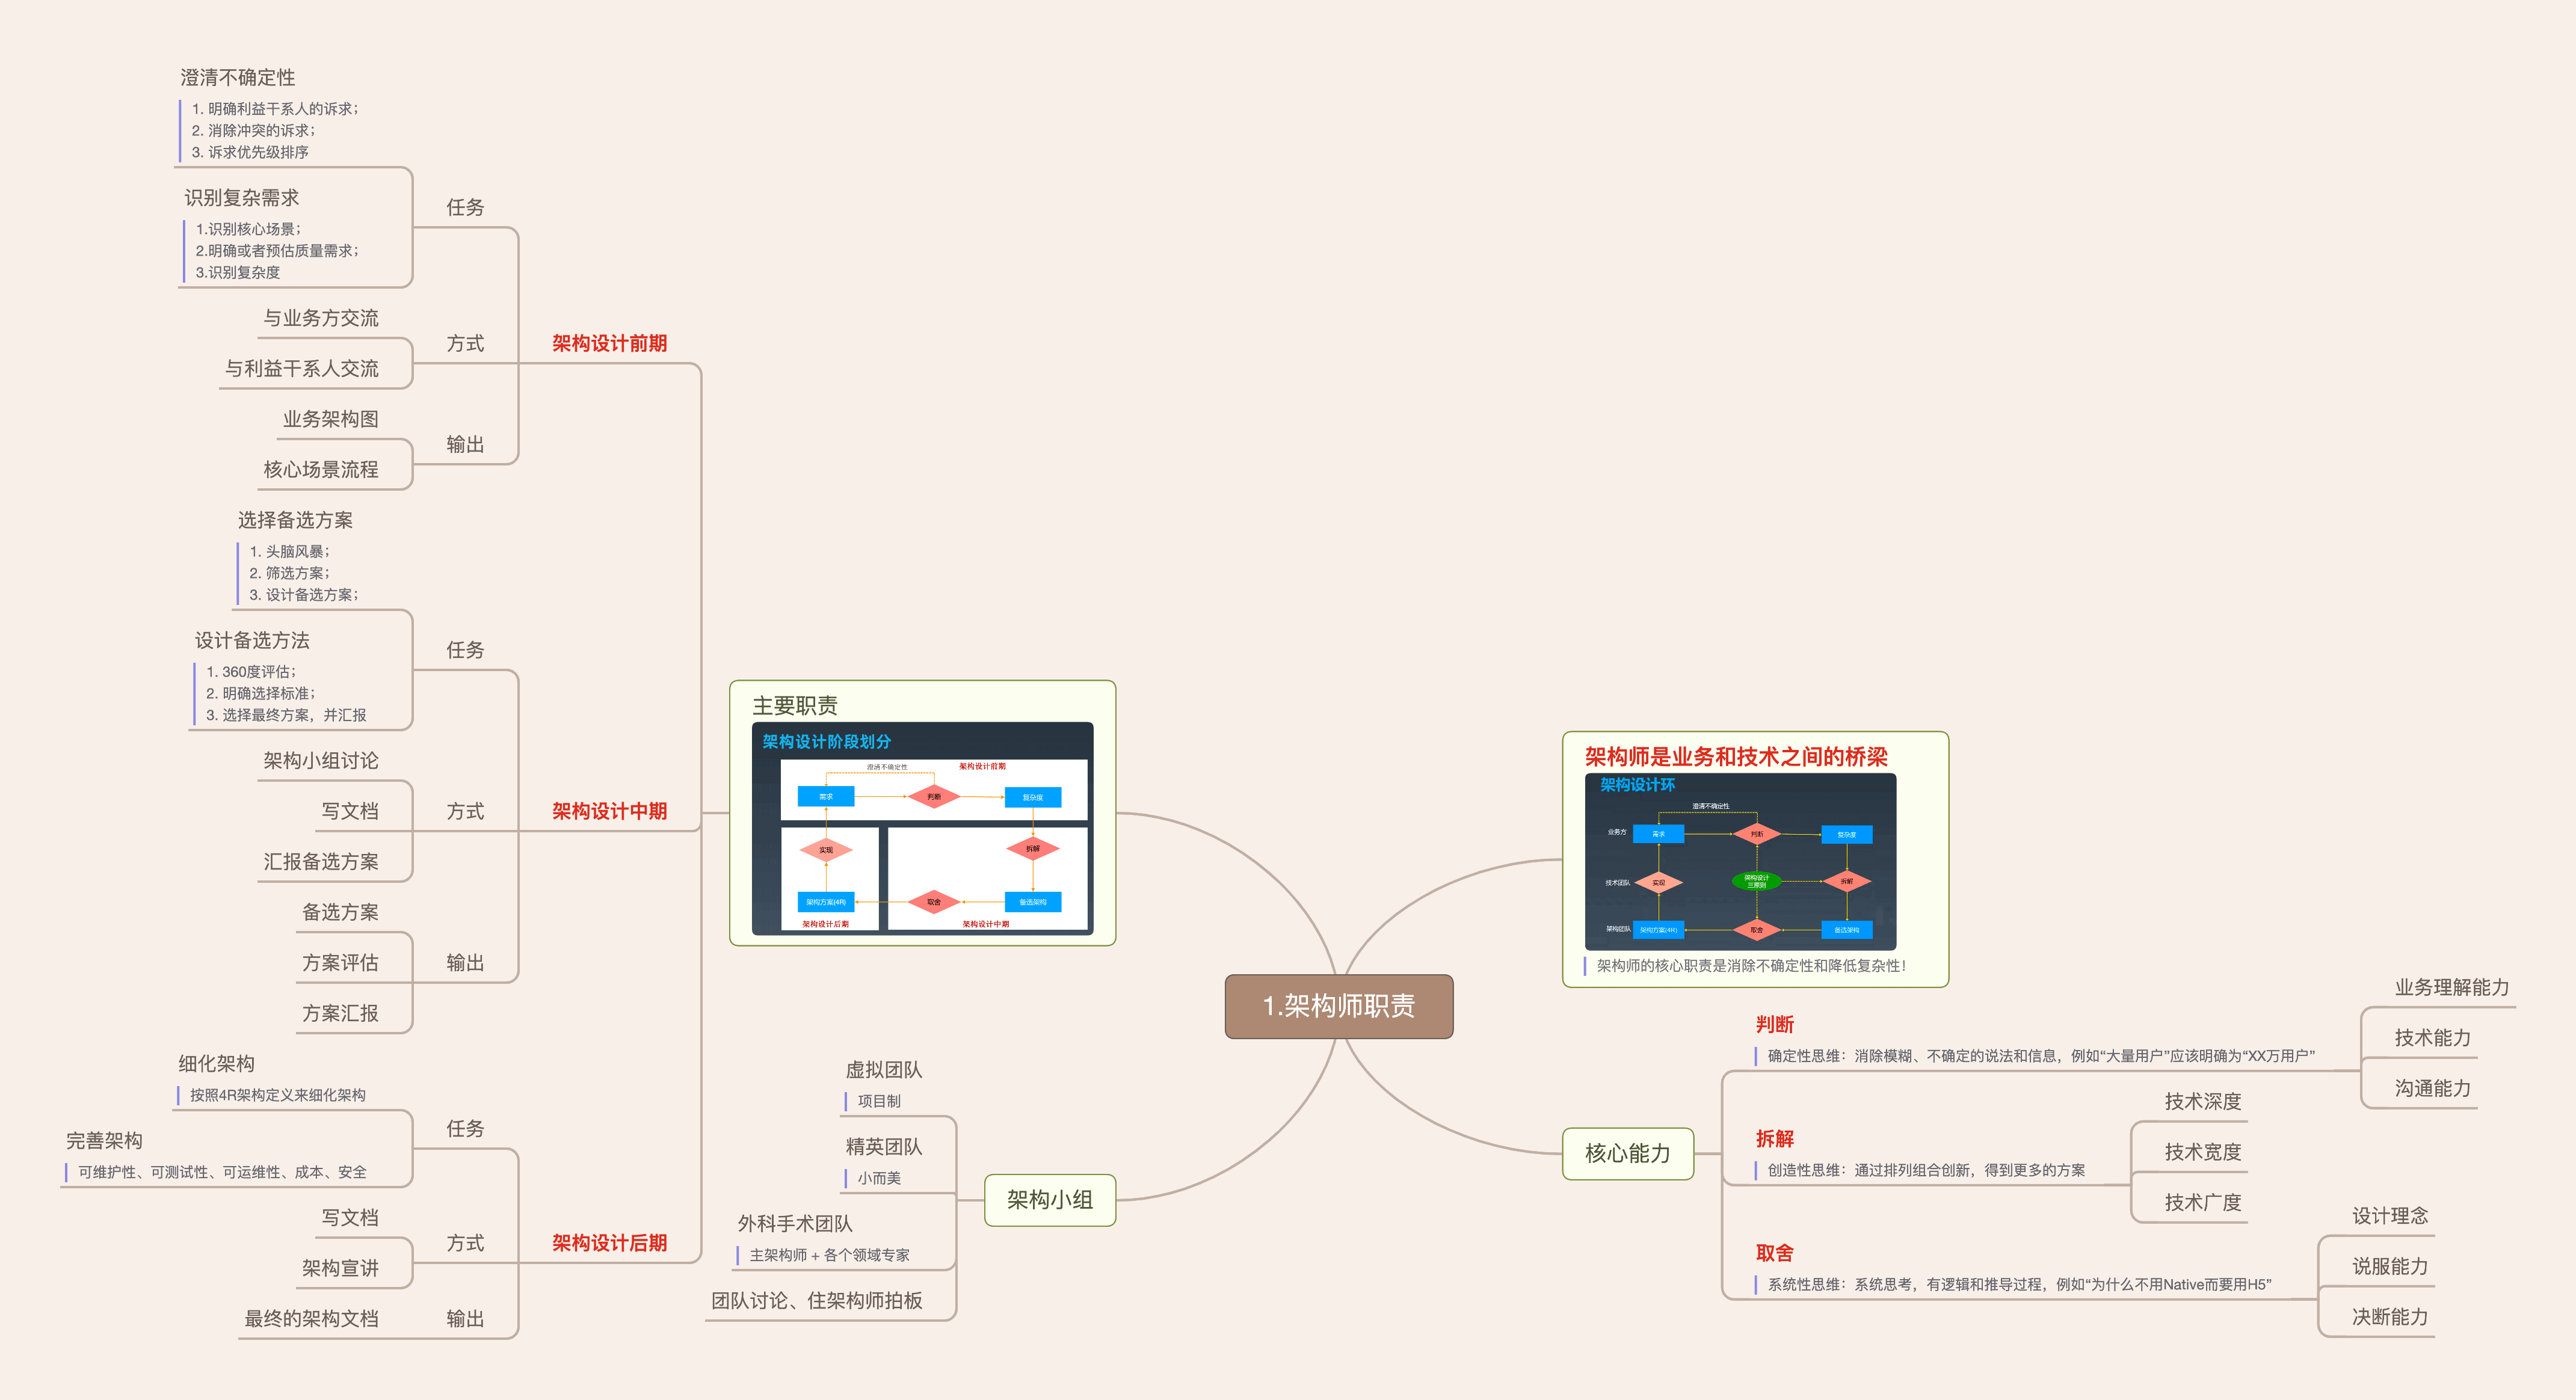 1.架构师职责
架构师是业务和技术之间的桥梁
架构设计环
澄清不确定性
业务方
需求
判断
复杂度
技术团队
实现
架构设计
三原则
拆解
架构团队
架构方案(4R)
取舍
备选架构
架构师的核心职责是消除不确定性和降低复杂性！
核心能力
判断
确定性思维：消除模糊、不确定的说法和信息，例如“大量用户”应该明确为“XX万用户”
业务理解能力
技术能力
沟通能力
拆解
创造性思维：通过排列组合创新，得到更多的方案
技术深度
技术宽度
技术广度
取舍
系统性思维：系统思考，有逻辑和推导过程，例如“为什么不用Native而要用H5”
设计理念
说服能力
决断能力
主要职责
架构设计阶段划分
澄清不确定性
架构设计前期
需求
判断
复杂度
实现
拆解
架构方案(4R)
取舍
备选架构
架构设计后期
架构设计中期
架构设计前期
任务
澄清不确定性
1. 明确利益干系人的诉求；
2. 消除冲突的诉求；
3. 诉求优先级排序
识别复杂需求
1.识别核心场景；
2.明确或者预估质量需求；
3.识别复杂度
方式
与业务方交流
与利益干系人交流
输出
业务架构图
核心场景流程
架构设计中期
任务
选择备选方案
1. 头脑风暴；
2. 筛选方案；
3. 设计备选方案；
设计备选方法
1. 360度评估；
2. 明确选择标准；
3. 选择最终方案，并汇报
方式
架构小组讨论
写文档
汇报备选方案
输出
备选方案
方案评估
方案汇报
架构设计后期
任务
细化架构
按照4R架构定义来细化架构
完善架构
可维护性、可测试性、可运维性、成本、安全
方式
写文档
架构宣讲
输出
最终的架构文档
架构小组
虚拟团队
项目制
精英团队
小而美
外科手术团队
主架构师 + 各个领域专家
团队讨论、住架构师拍板